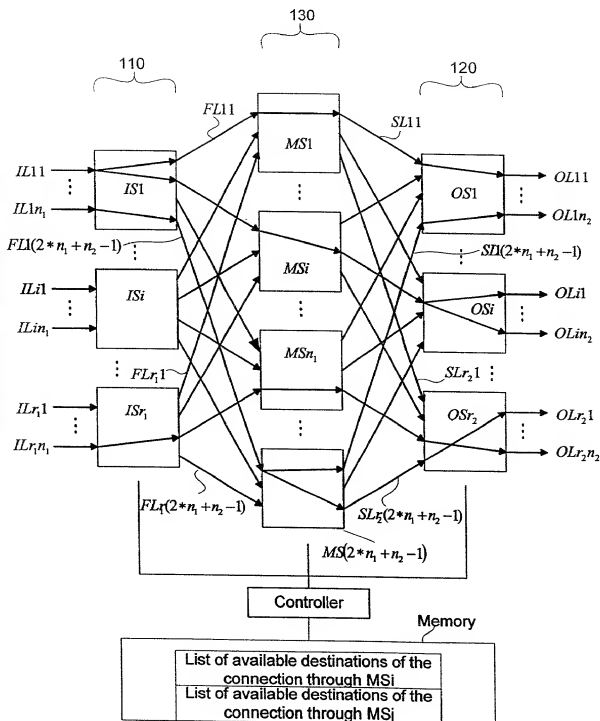 130
110
120
FL11
SL11
MS1
IL11
IS1
OS1
OL11
IL1n₁
OL1n₂
FL1(2*n₁+n₂-1)
SL1(2*n₁+n₂-1)
MSi
ILi1
ISi
OSi
OLi1
ILin₁
OLin₂
MSn₁
FLr₁1
SLr₂1
ILr₁1
ISr₁
OSr₂
OLr₂1
ILr₁n₁
OLr₂n₂
FLr₁(2*n₁+n₂-1)
SLr₂(2*n₁+n₂-1)
MS(2*n₁+n₂-1)
Controller
Memory
List of available destinations of the
connection through MSi
List of available destinations of the
connection through MSj